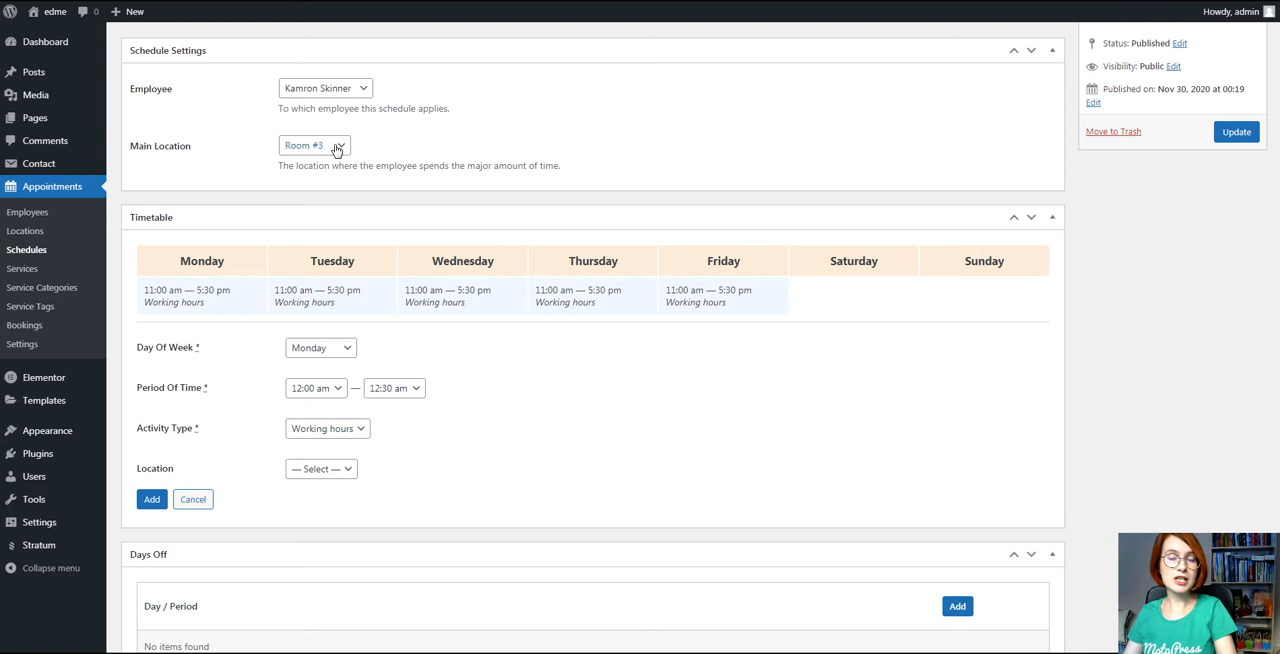 edme
0
New
Howdy, admin
Dashboard
Posts
Media
Pages
Comments
Contact
Appointments
Employees
Locations
Schedules
Services
Service Categories
Service Tags
Bookings
Settings
Elementor
Templates
Appearance
Plugins
Users
Tools
Settings
Stratum
Collapse menu
Schedule Settings
Employee
Kamron Skinner
To which employee this schedule applies.
Main Location
Room #3
The location where the employee spends the major amount of time.
Timetable
Monday Tuesday Wednesday Thursday Friday Saturday Sunday
11:00 am — 5:30 pm 11:00 am — 5:30 pm 11:00 am — 5:30 pm 11:00 am — 5:30 pm 11:00 am — 5:30 pm
Working hours Working hours Working hours Working hours Working hours
Day Of Week *
Monday
Period Of Time *
12:00 am — 12:30 am
Activity Type *
Working hours
Location
— Select —
Add Cancel
Days Off
Day / Period
Add
No items found
Status: Published Edit
Visibility: Public Edit
Published on: Nov 30, 2020 at 00:19
Edit
Move to Trash
Update
MotoPress